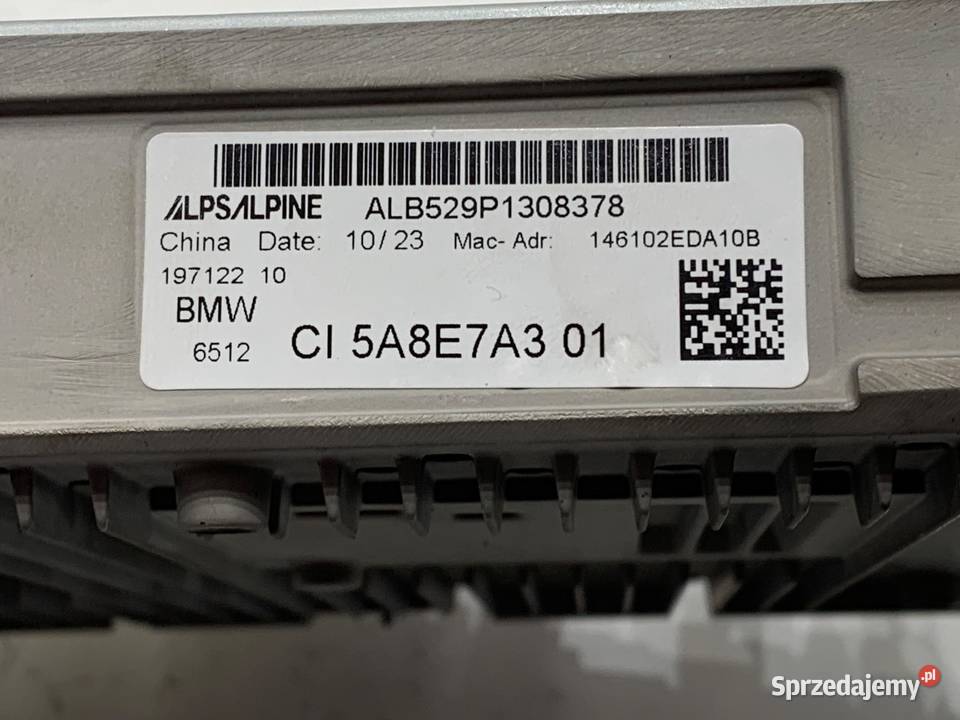 ALPSALPINE ALB529P1308378
China Date: 10/23 Mac-Adr: 146102EDA10B
197122 10
BMW
6512 CI 5A8E7A3 01
Sprzedajemy.pl